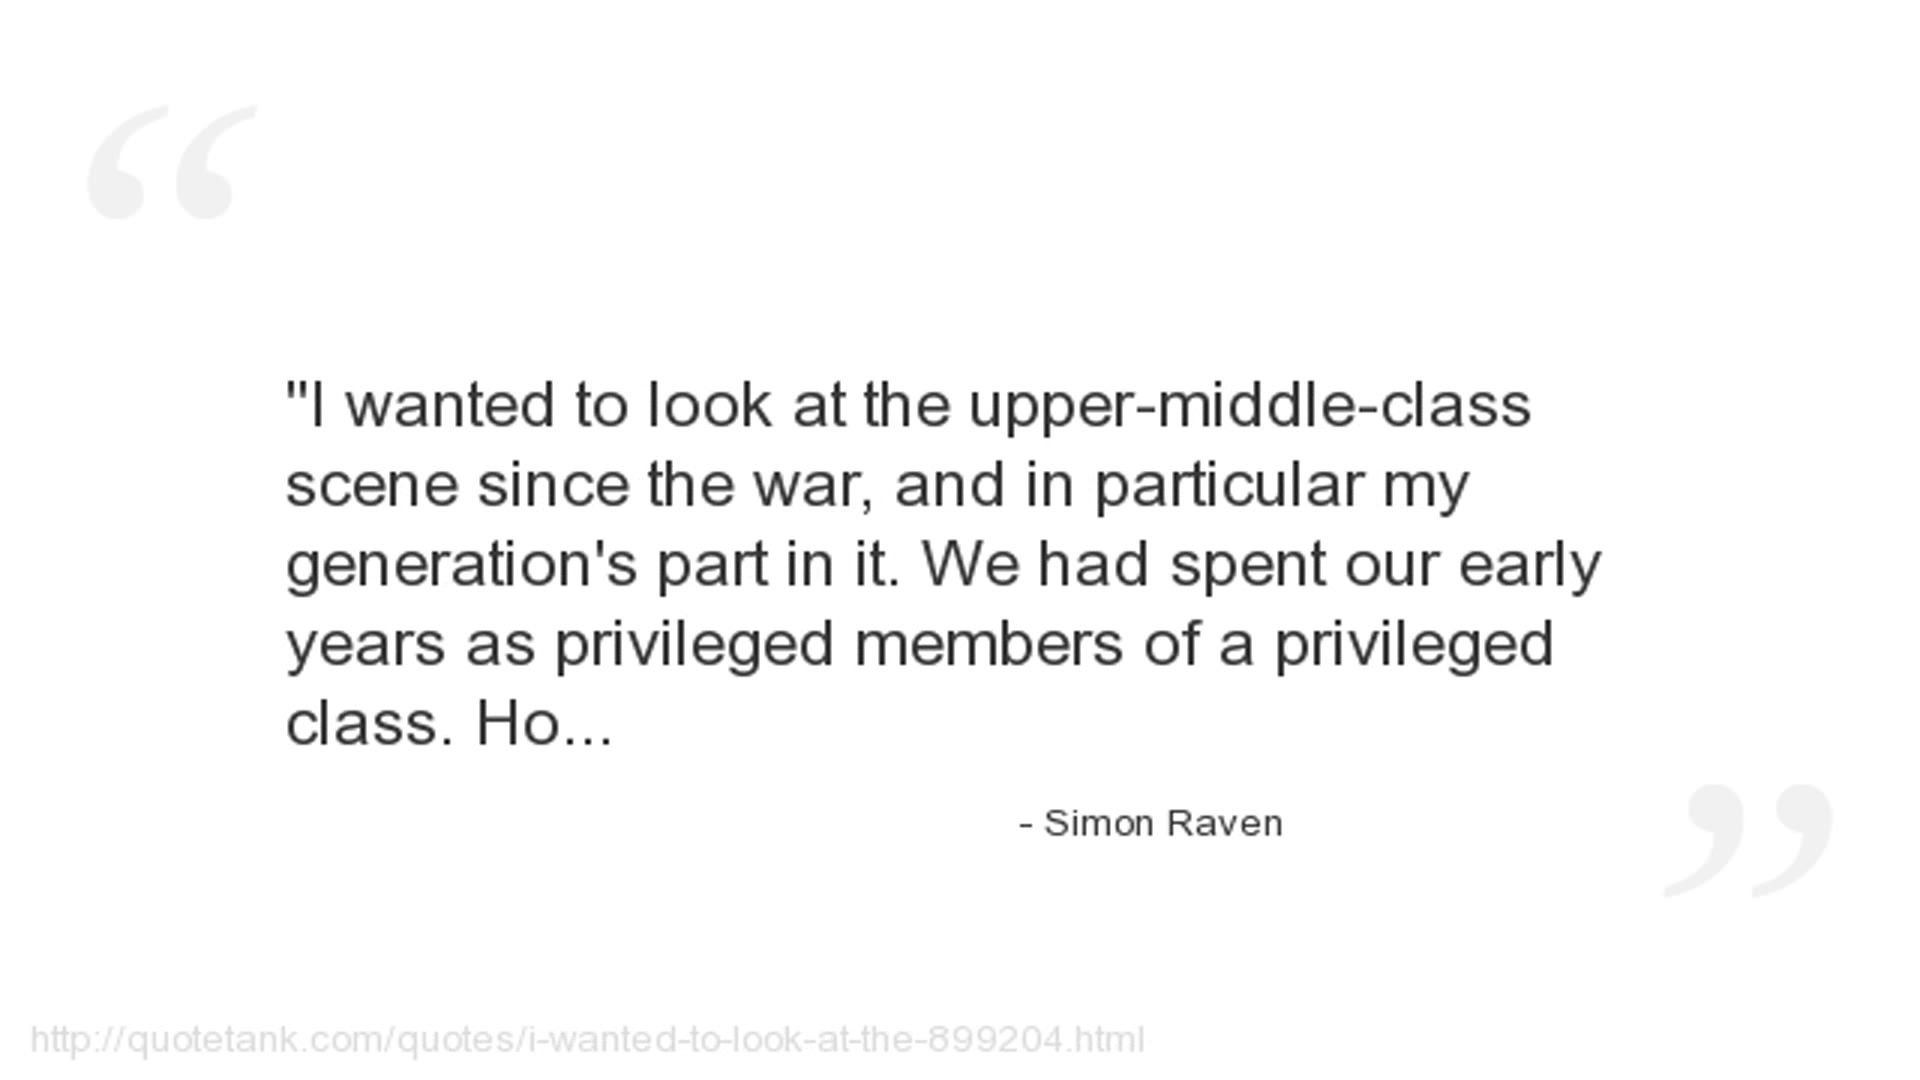 "I wanted to look at the upper-middle-class
scene since the war, and in particular my
generation's part in it. We had spent our early
years as privileged members of a privileged
class. Ho...
- Simon Raven
http://quotetank.com/quotes/i-wanted-to-look-at-the-899204.html